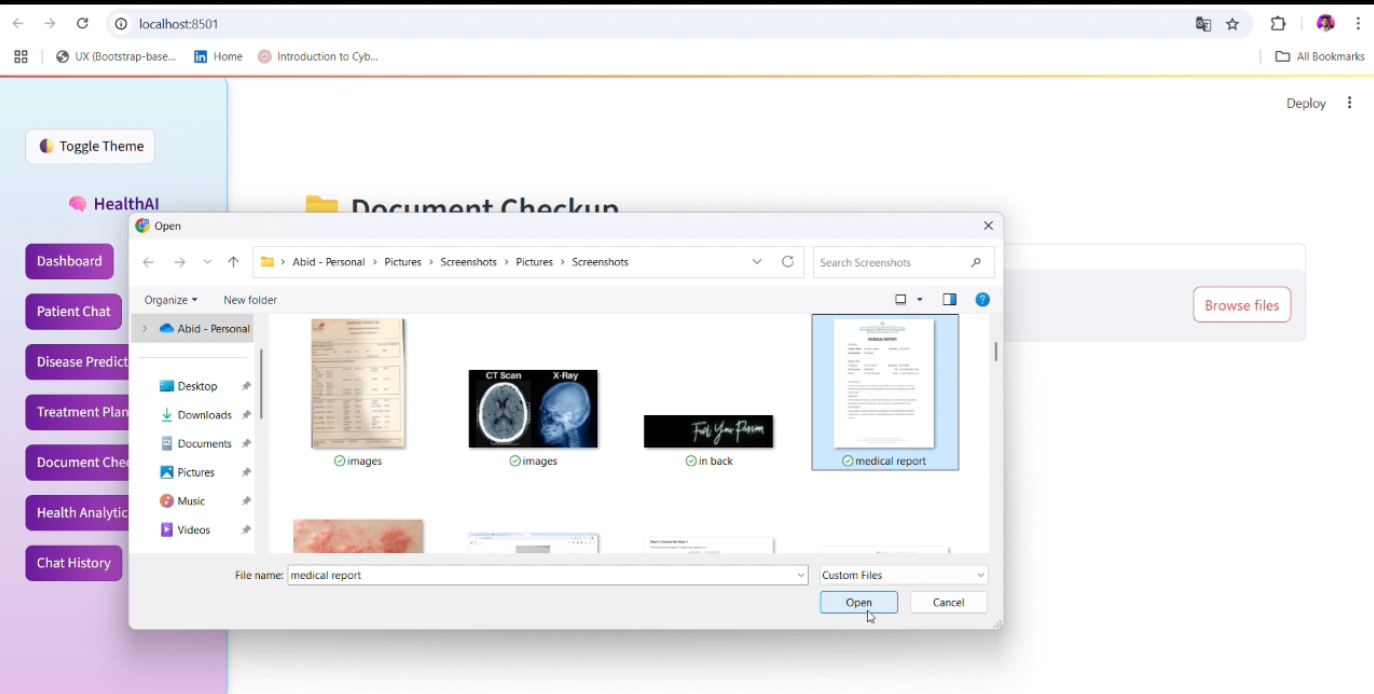 localhost:8501
UX (Bootstrap-base...
Home
Introduction to Cyb...
All Bookmarks
Deploy
Toggle Theme
HealthAI
Document Checkup
Open
Dashboard
Abid - Personal > Pictures > Screenshots > Pictures > Screenshots
Search Screenshots
Organize
New folder
Patient Chat
Browse files
Abid - Personal
Disease Predict
Desktop
Treatment Plan
Downloads
Documents
Document Che
Pictures
Music
Health Analytic
Videos
Chat History
CT Scan
X-Ray
MEDICAL REPORT
images
images
in back
medical report
File name:
medical report
Custom Files
Open
Cancel